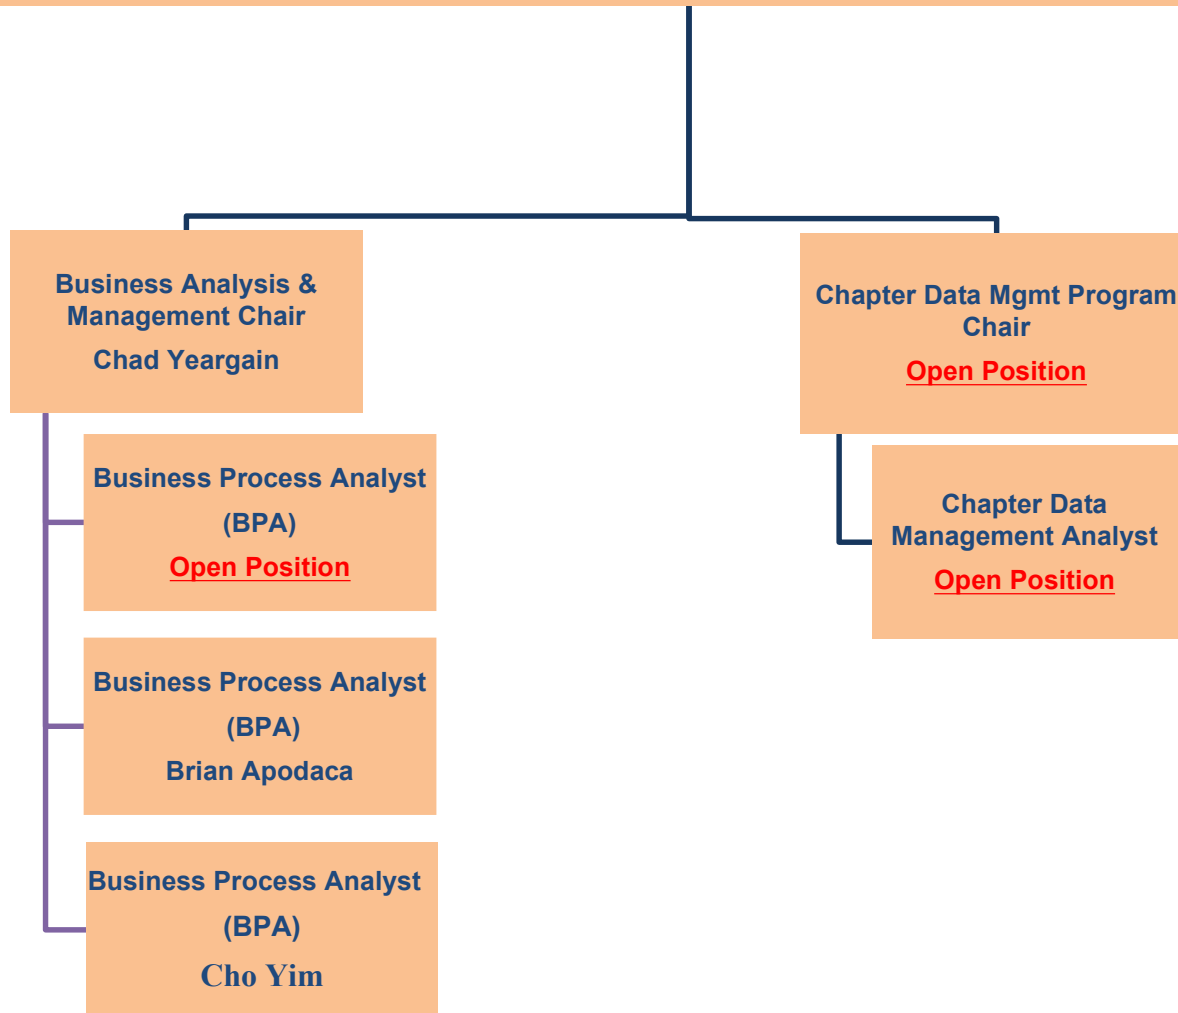 Business Analysis &
Management Chair
Chad Yeargain
Business Process Analyst
(BPA)
Open Position
Business Process Analyst
(BPA)
Brian Apodaca
Business Process Analyst
(BPA)
Cho Yim
Chapter Data Mgmt Program
Chair
Open Position
Chapter Data
Management Analyst
Open Position